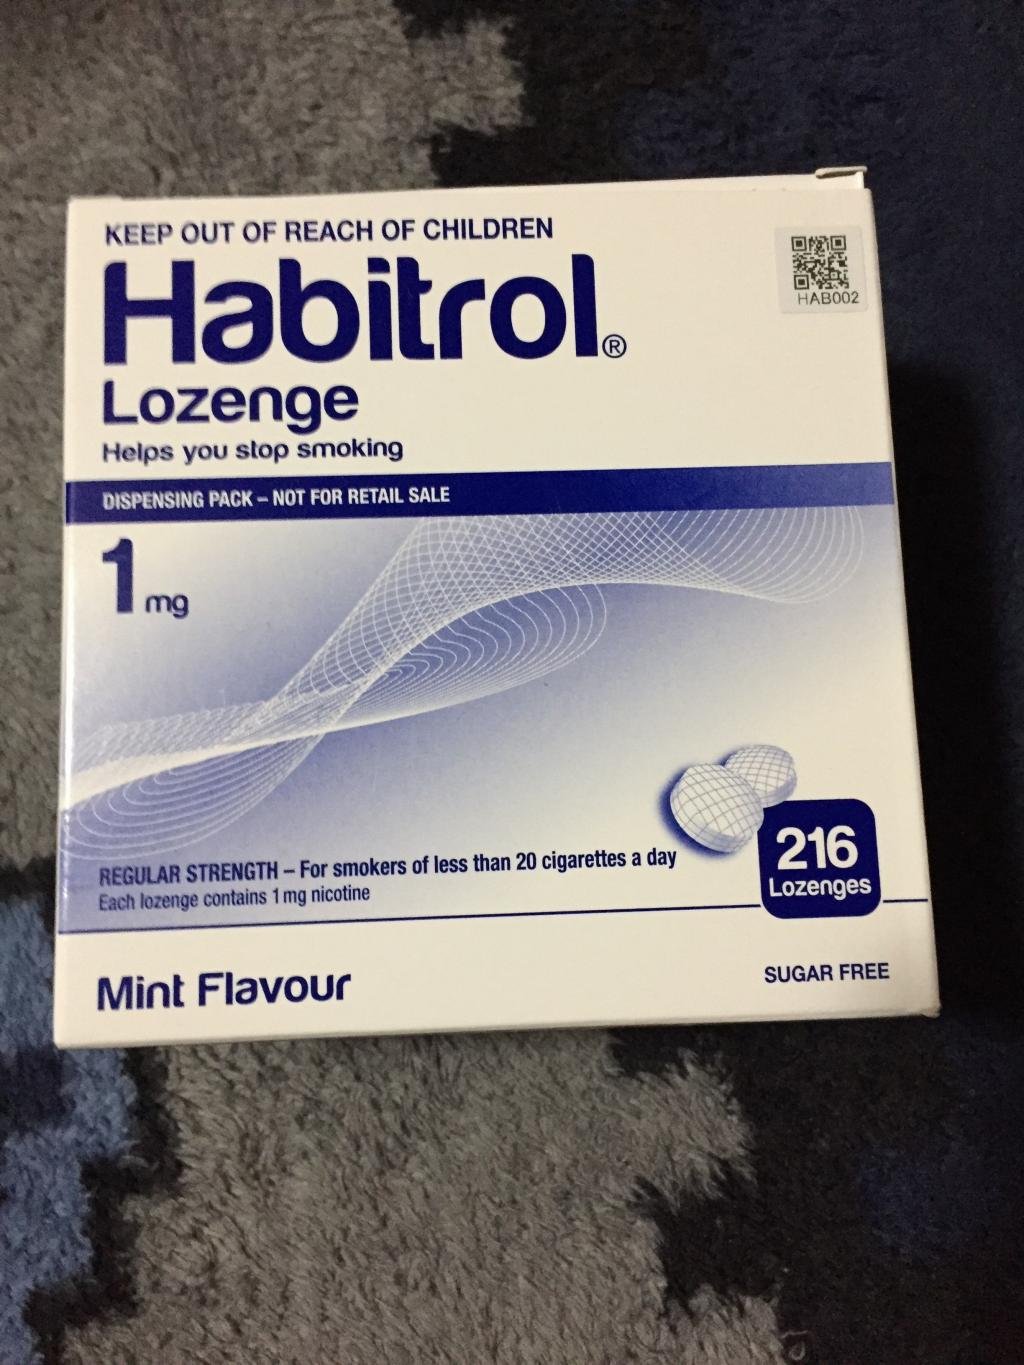 KEEP OUT OF REACH OF CHILDREN
Habitrol®
Lozenge
Helps you stop smoking
HAB002
DISPENSING PACK – NOT FOR RETAIL SALE
1 mg
REGULAR STRENGTH – For smokers of less than 20 cigarettes a day
Each lozenge contains 1 mg nicotine
216
Lozenges
Mint Flavour
SUGAR FREE